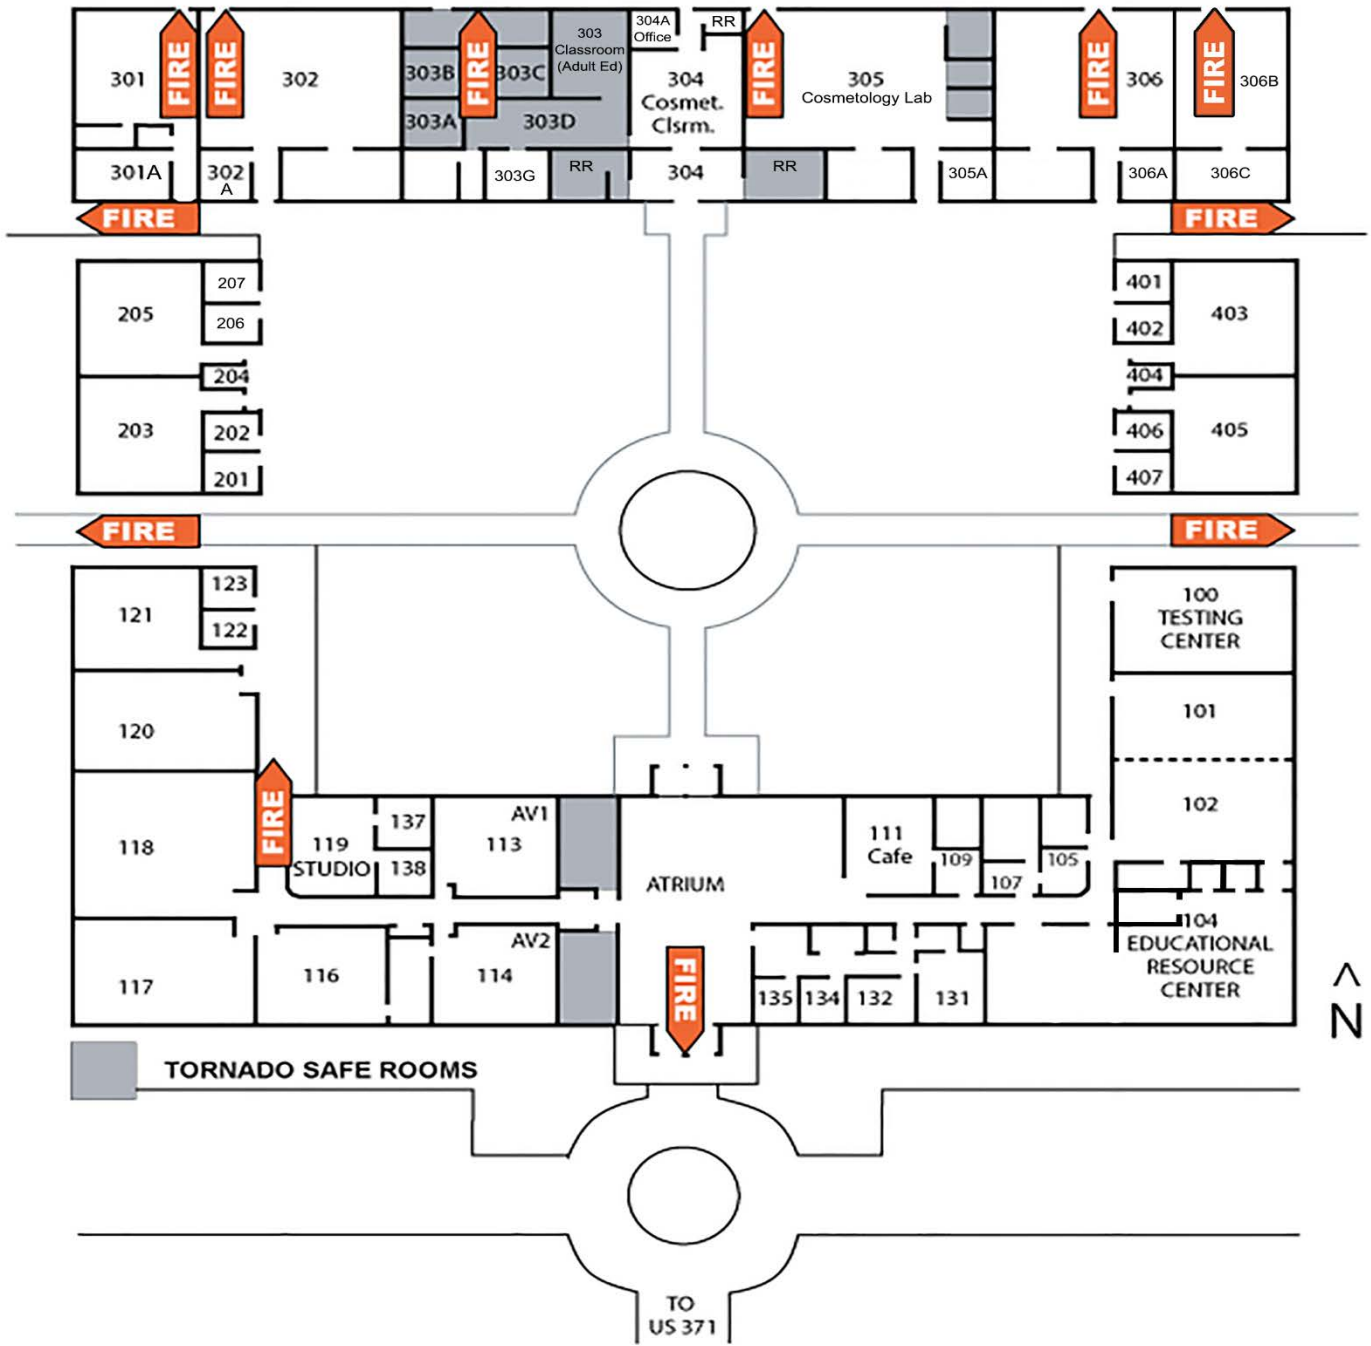 304A
Office
RR
303
Classroom
(Adult Ed)
FIRE
FIRE
FIRE
FIRE
FIRE
FIRE
301
302
303B
303C
304
Cosmet.
Clsrm.
305
Cosmetology Lab
306
306B
303A
303D
301A
302
A
303G
RR
304
RR
305A
306A
306C
FIRE
FIRE
205
207
206
204
203
202
201
401
402
403
404
406
405
407
FIRE
FIRE
121
123
122
100
TESTING
CENTER
120
101
102
118
FIRE
119
STUDIO
137
138
AV1
113
ATRIUM
111
Cafe
109
107
105
117
116
AV2
114
FIRE
135
134
132
131
104
EDUCATIONAL
RESOURCE
CENTER
N
TORNADO SAFE ROOMS
TO
US 371